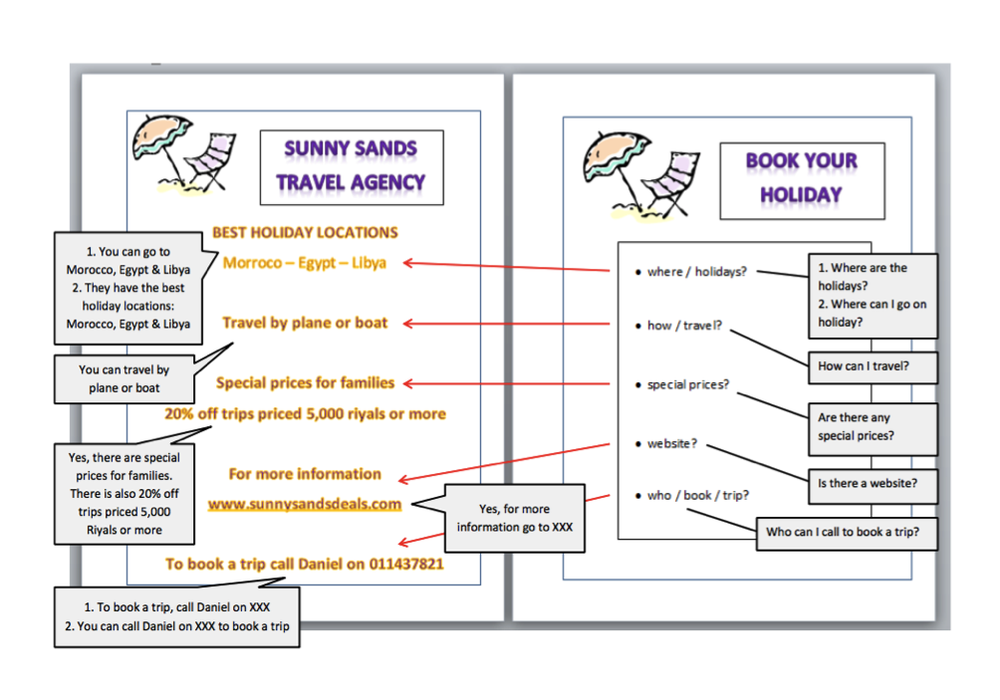 SUNNY SANDS
TRAVEL AGENCY
BEST HOLIDAY LOCATIONS
Morroco – Egypt – Libya
Travel by plane or boat
Special prices for families
20% off trips priced 5,000 riyals or more
For more information
www.sunnysandsdeals.com
To book a trip call Daniel on 011437821
1. You can go to
Morocco, Egypt & Libya
2. They have the best
holiday locations:
Morocco, Egypt & Libya
You can travel by
plane or boat
Yes, there are special
prices for families.
There is also 20% off
trips priced 5,000
Riyals or more
1. To book a trip, call Daniel on XXX
2. You can call Daniel on XXX to book a trip
Yes, for more
information go to XXX
BOOK YOUR
HOLIDAY
• where / holidays?
• how / travel?
• special prices?
• website?
• who / book / trip?
1. Where are the
holidays?
2. Where can I go on
holiday?
How can I travel?
Are there any
special prices?
Is there a website?
Who can I call to book a trip?